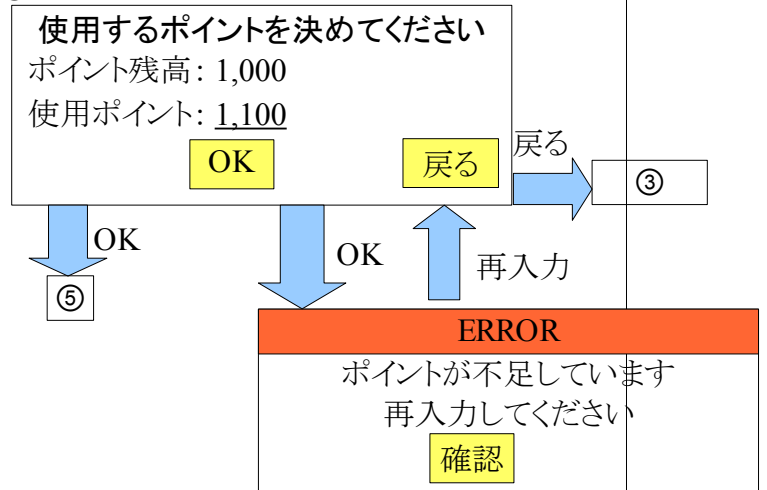 使用するポイントを決めてください
ポイント残高: 1,000
使用ポイント: 1,100
OK
戻る
戻る
③
OK
OK
再入力
⑤
ERROR
ポイントが不足しています
再入力してください
確認